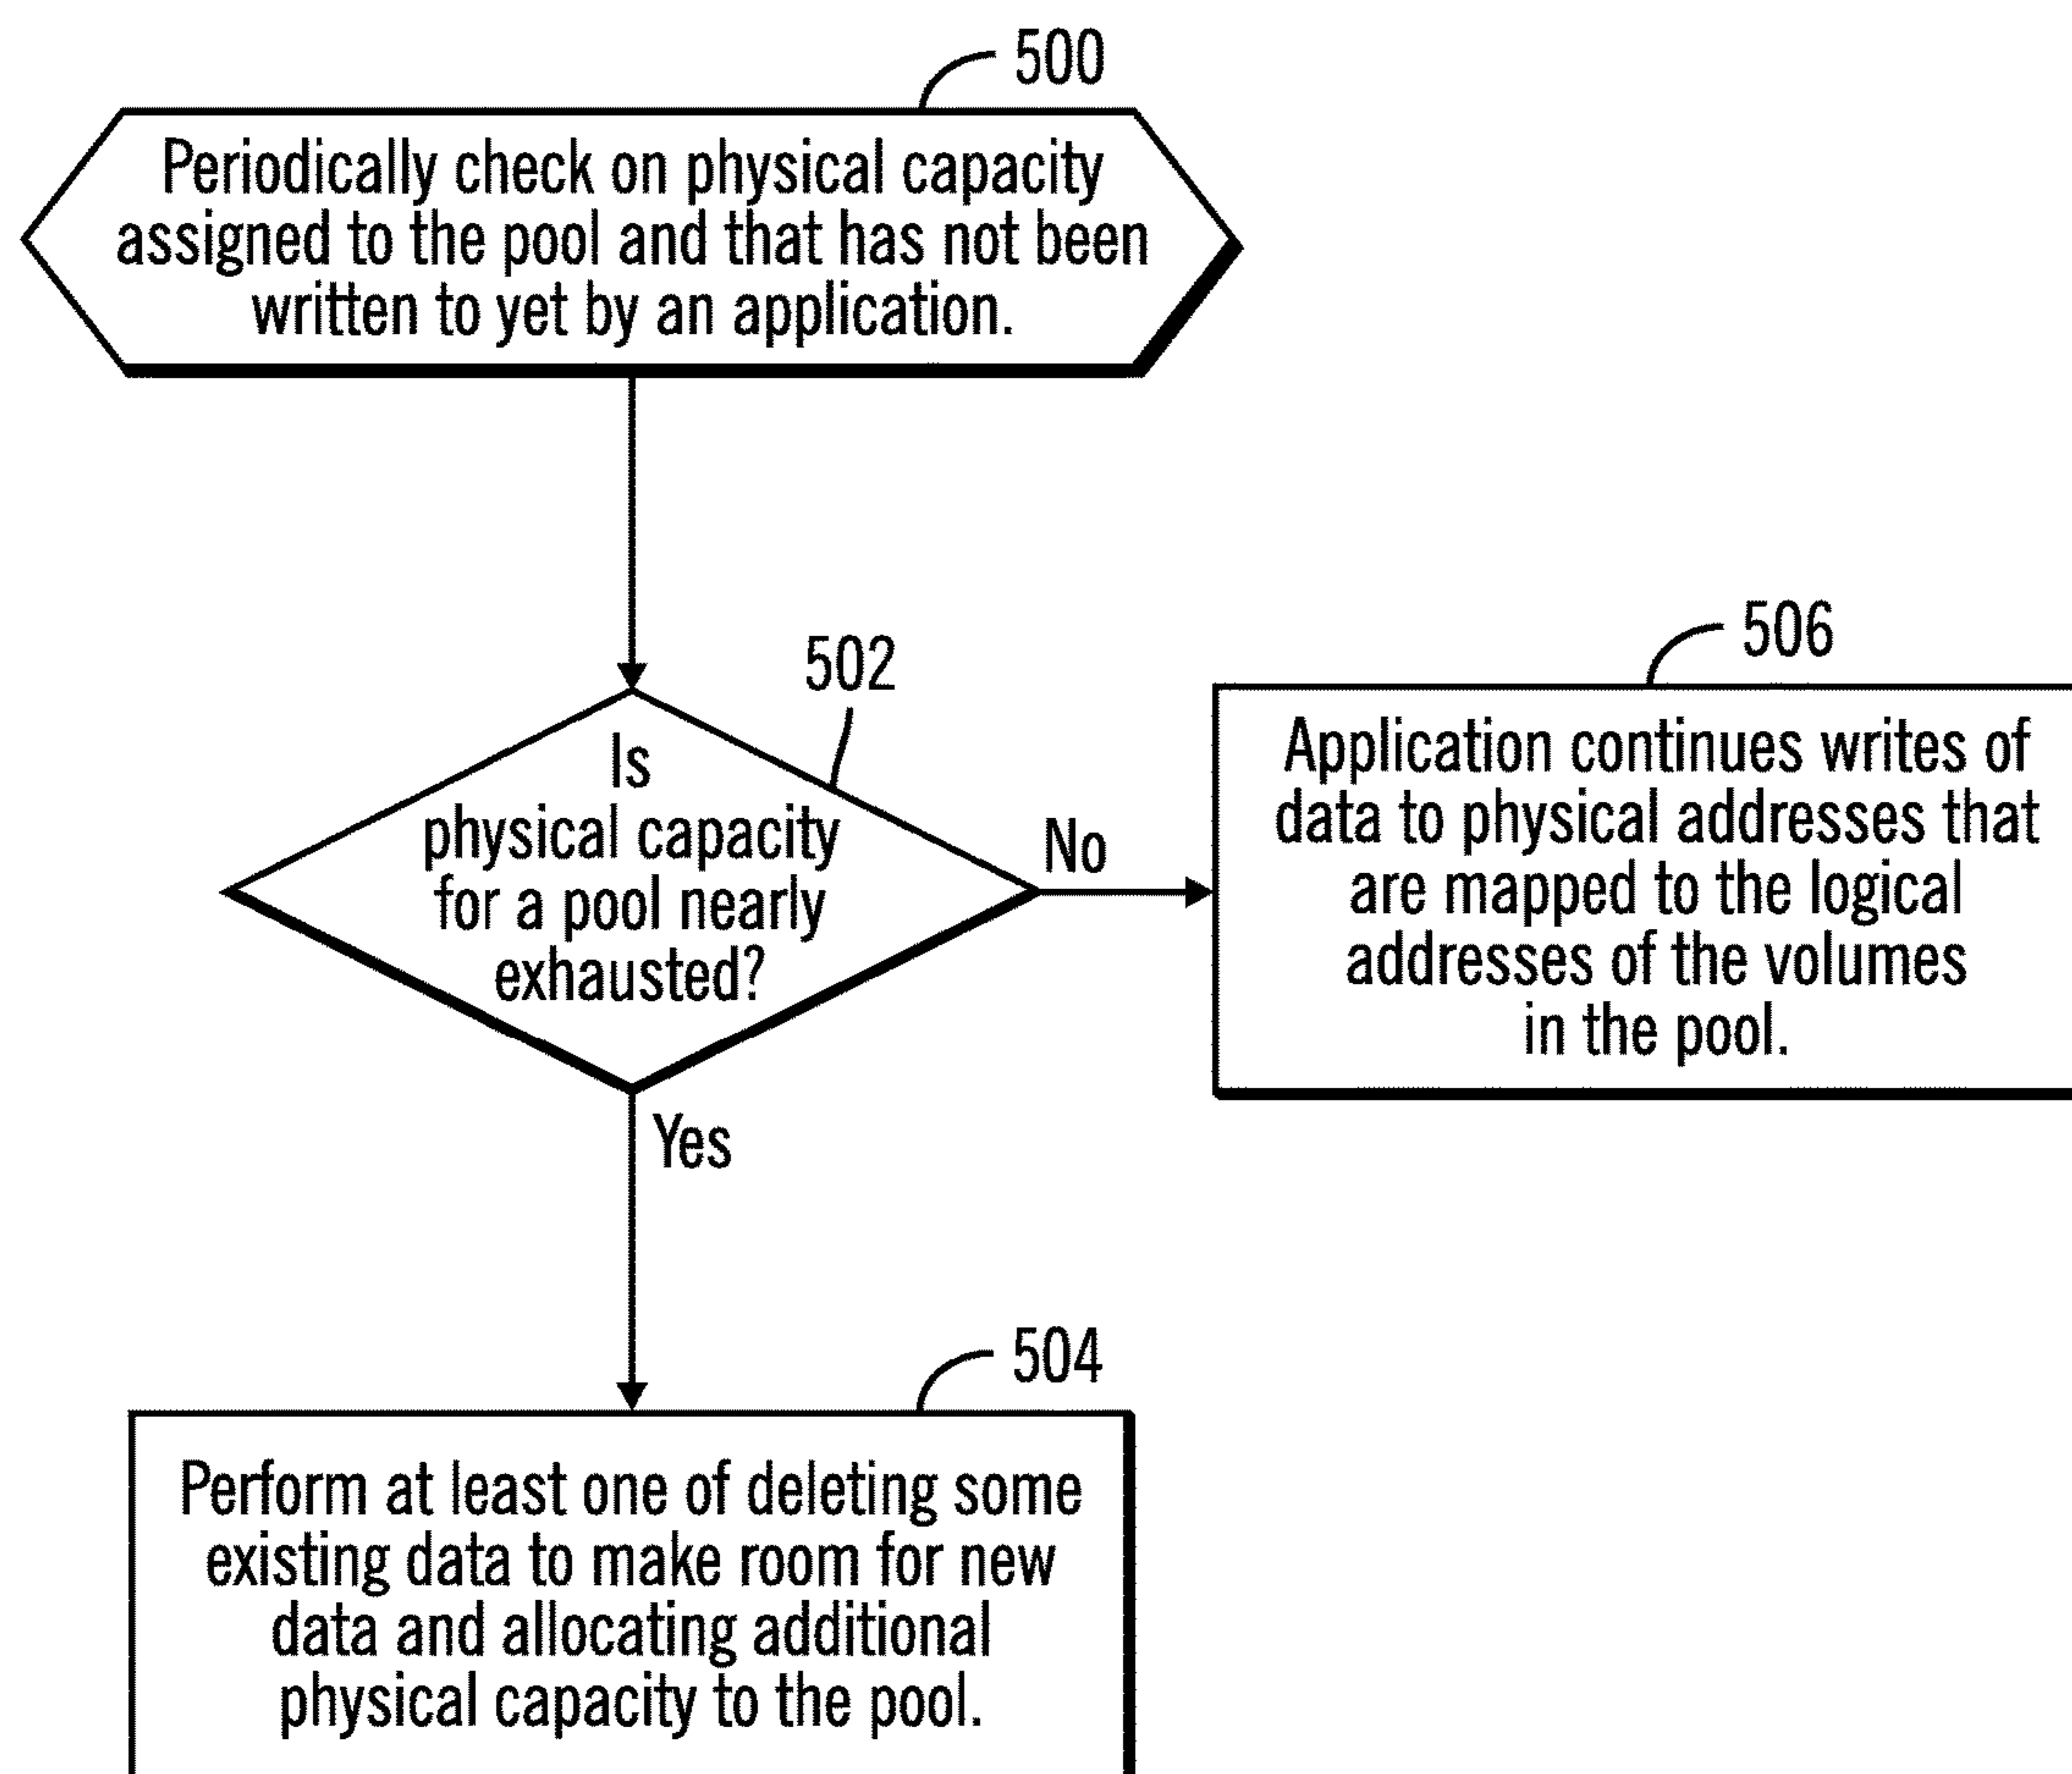 500
Periodically check on physical capacity
assigned to the pool and that has not been
written to yet by an application.
502
Is
physical capacity
for a pool nearly
exhausted?
No
506
Application continues writes of
data to physical addresses that
are mapped to the logical
addresses of the volumes
in the pool.
Yes
504
Perform at least one of deleting some
existing data to make room for new
data and allocating additional
physical capacity to the pool.